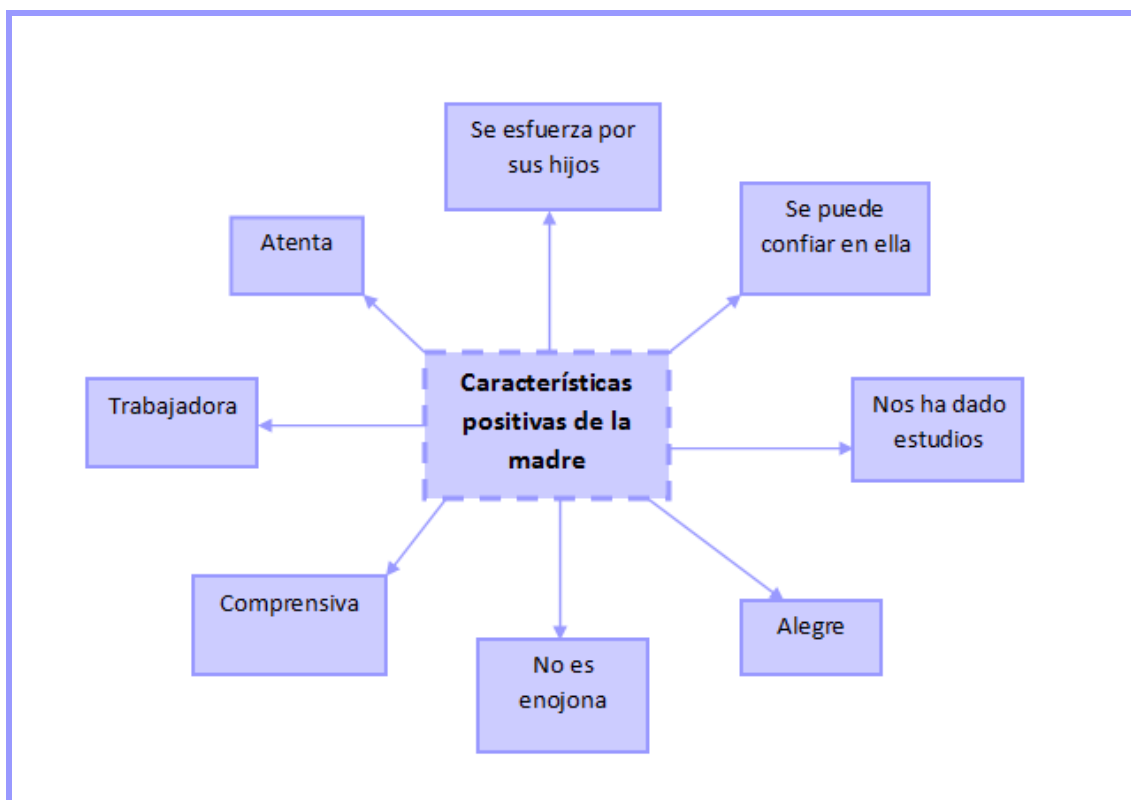 Se esfuerza por
sus hijos
Se puede
confiar en ella
Atenta
Características
positivas de la
madre
Trabajadora
Nos ha dado
estudios
Comprensiva
Alegre
No es
enojona